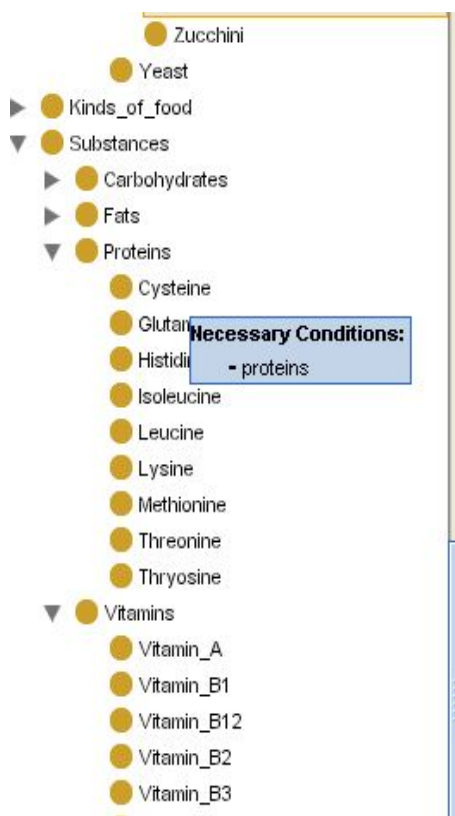 Zucchini
Yeast
Kinds_of_food
Substances
Carbohydrates
Fats
Proteins
Cysteine
Necessary Conditions:
- proteins
Isoleucine
Leucine
Lysine
Methionine
Threonine
Thryosine
Vitamins
Vitamin_A
Vitamin_B1
Vitamin_B12
Vitamin_B2
Vitamin_B3